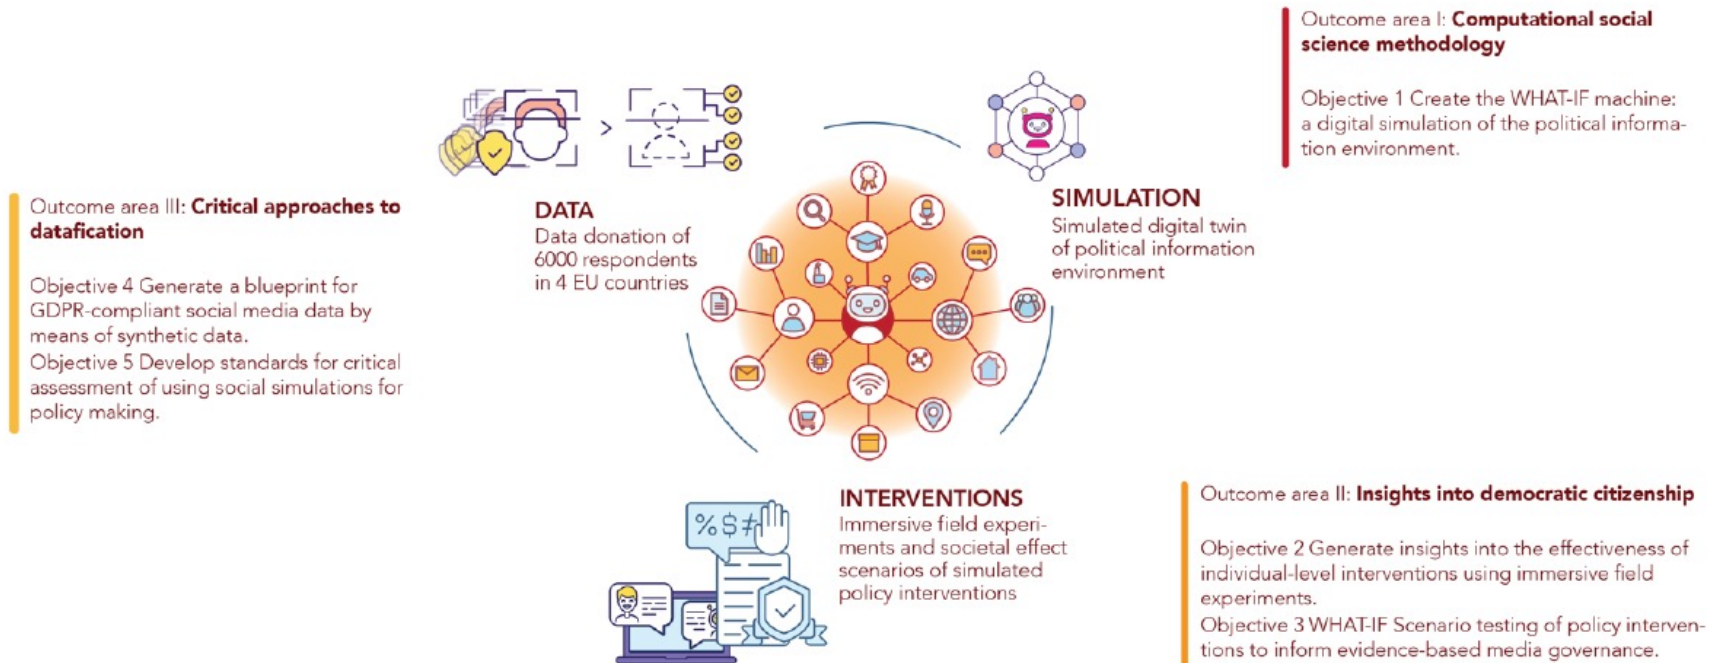 Outcome area I: Computational social
science methodology
Objective 1 Create the WHAT-IF machine:
a digital simulation of the political informa-
tion environment.
Outcome area III: Critical approaches to
datafication
Objective 4 Generate a blueprint for
GDPR-compliant social media data by
means of synthetic data.
Objective 5 Develop standards for critical
assessment of using social simulations for
policy making.
DATA
Data donation of
6000 respondents
in 4 EU countries
SIMULATION
Simulated digital twin
of political information
environment
%$≠
INTERVENTIONS
Immersive field experi-
ments and societal effect
scenarios of simulated
policy interventions
Outcome area II: Insights into democratic citizenship
Objective 2 Generate insights into the effectiveness of
individual-level interventions using immersive field
experiments.
Objective 3 WHAT-IF Scenario testing of policy interven-
tions to inform evidence-based media governance.